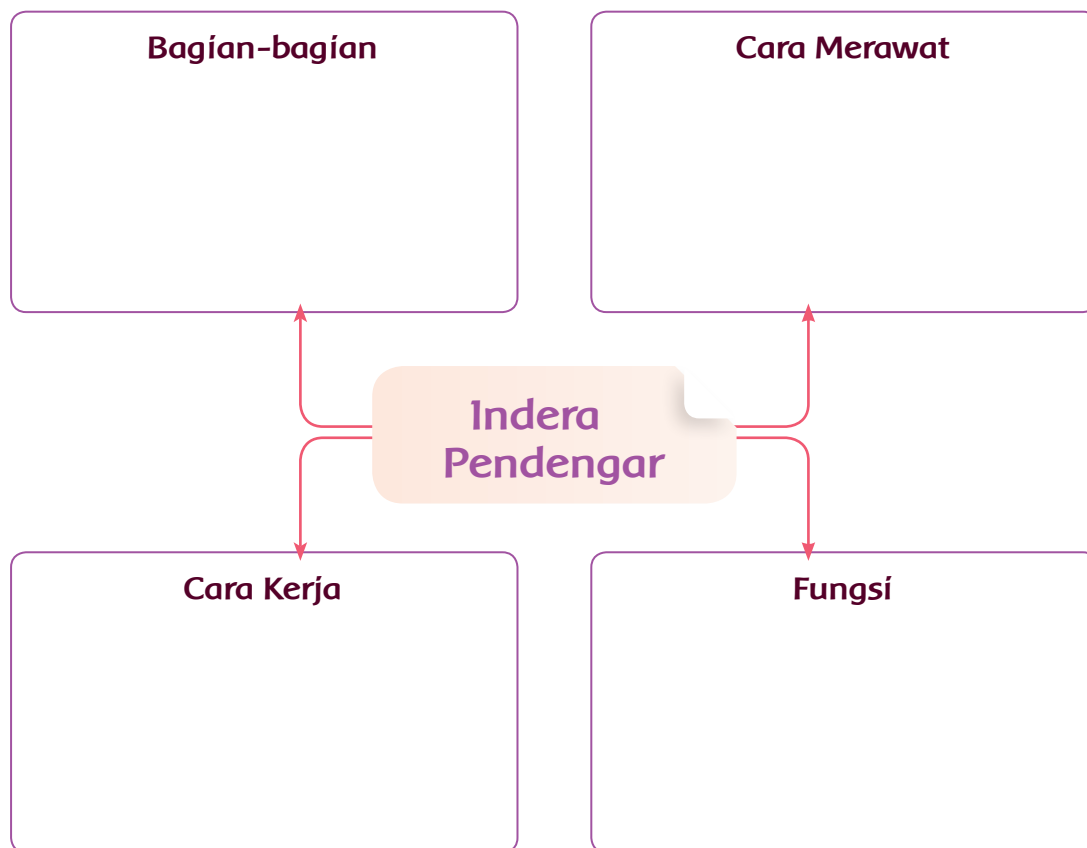 Bagian-bagian
Cara Merawat
Indera
Pendengar
Cara Kerja
Fungsi